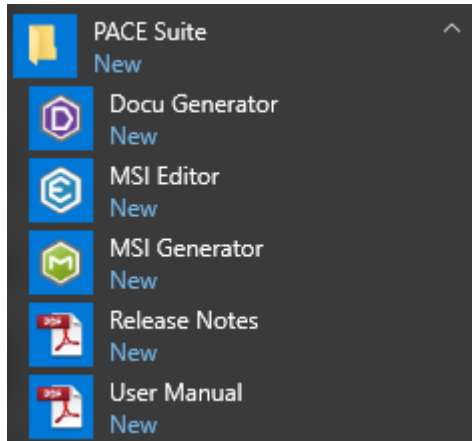 PACE Suite
New
Docu Generator
New
MSI Editor
New
MSI Generator
New
Release Notes
New
User Manual
New